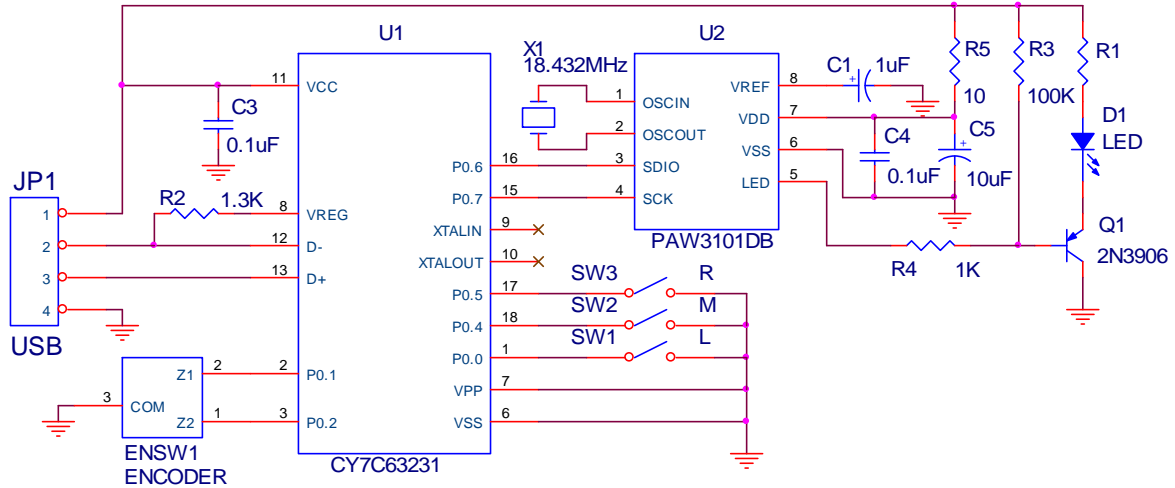 U1
U2
X1
18.432MHz
C1
1uF
R5
10
R3
100K
R1
D1
LED
11
VCC
C3
0.1uF
1
OSCIN
2
OSCOUT
3
SDIO
4
SCK
VREF
8
VDD
7
VSS
6
LED
5
C4
0.1uF
C5
10uF
PAW3101DB
P0.6
16
P0.7
15
XTALIN
9
XTALOUT
10
P0.5
17
P0.4
18
P0.0
1
VPP
7
VSS
6
JP1
1
2
3
4
USB
R2
1.3K
8
VREG
12
D-
13
D+
R4
1K
Q1
2N3906
SW3
R
SW2
M
SW1
L
Z1
2
2
P0.1
3
COM
Z2
1
3
P0.2
ENSW1
ENCODER
CY7C63231